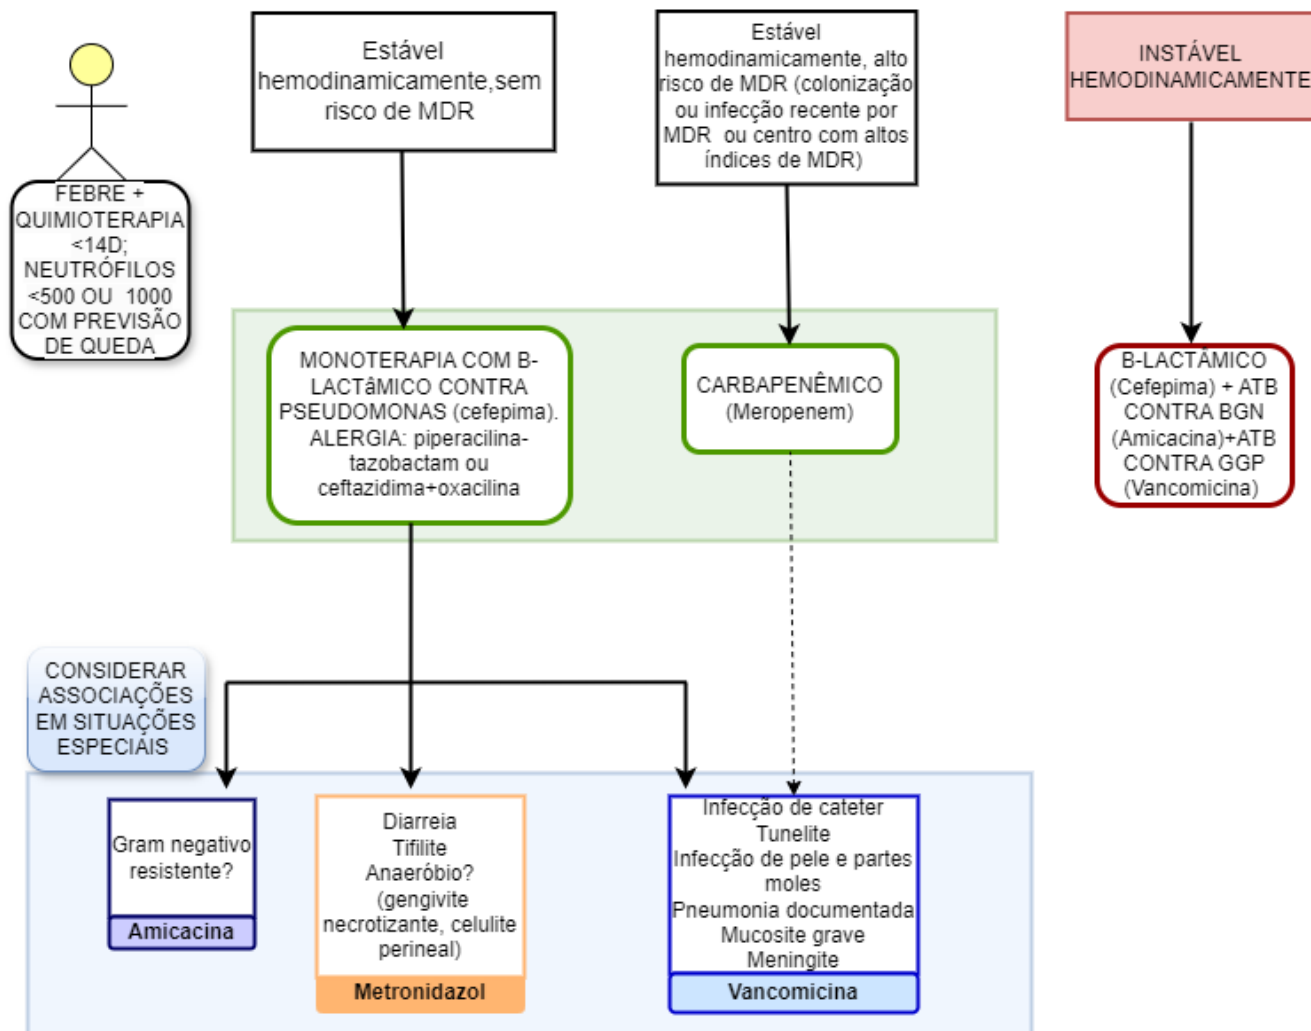 FEBRE +
QUIMIOTERAPIA
<14D;
NEUTRÓFILOS
<500 OU 1000
COM PREVISÃO
DE QUEDA
Estável
hemodinamicamente,sem
risco de MDR
Estável
hemodinamicamente, alto
risco de MDR (colonização
ou infecção recente por
MDR ou centro com altos
índices de MDR)
INSTÁVEL
HEMODINAMICAMENTE
MONOTERAPIA COM B-
LACTâMICO CONTRA
PSEUDOMONAS (cefepima).
ALERGIA: piperacilina-
tazobactam ou
ceftazidima+oxacilina
CARBAPENÊMICO
(Meropenem)
B-LACTÂMICO
(Cefepima) + ATB
CONTRA BGN
(Amicacina)+ATB
CONTRA GGP
(Vancomicina)
CONSIDERAR
ASSOCIAÇÕES
EM SITUAÇÕES
ESPECIAIS
Gram negativo
resistente?
Amicacina
Diarreia
Tifilite
Anaeróbio?
(gengivite
necrotizante, celulite
perineal)
Metronidazol
Infecção de cateter
Tunelite
Infecção de pele e partes
moles
Pneumonia documentada
Mucosite grave
Meningite
Vancomicina